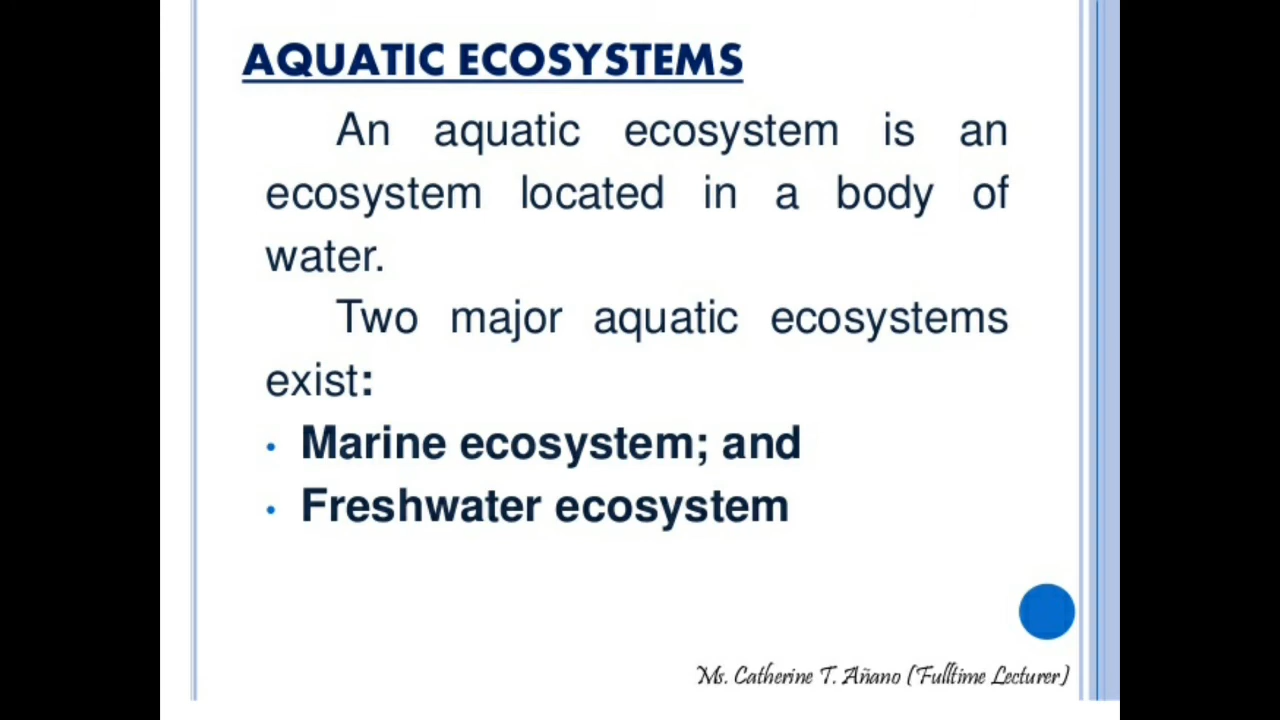 AQUATIC ECOSYSTEMS
An aquatic ecosystem is an
ecosystem located in a body of
water.
Two major aquatic ecosystems
exist:
• Marine ecosystem; and
• Freshwater ecosystem
Ms. Catherine T. Añano (Fulltime Lecturer)